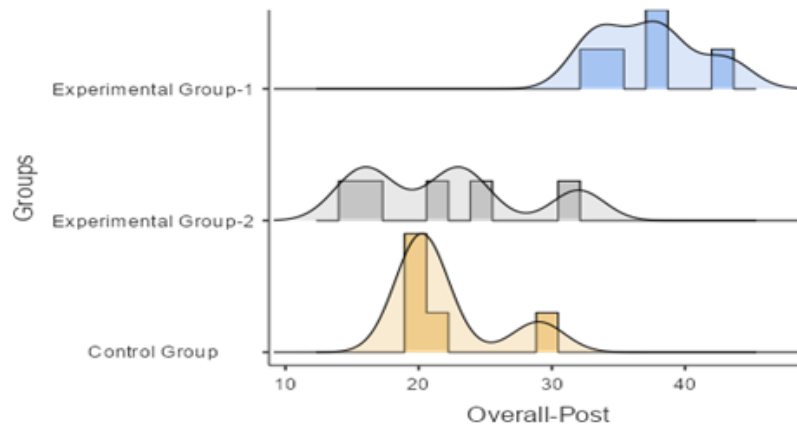 Experimental Group-1
Groups
Experimental Group-2
Control Group
10 20 30 40
Overall-Post